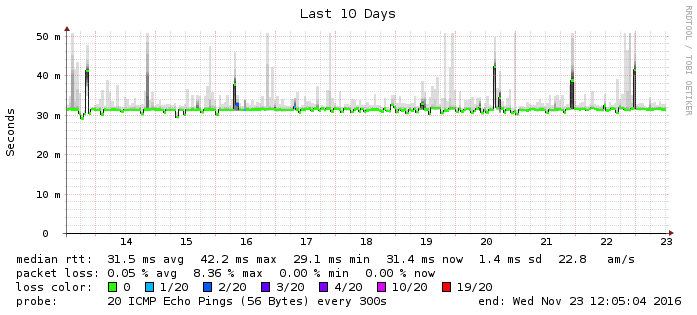 Last 10 Days
RRDTOOL / TOBI OETIKER
Seconds
50 m
40 m
30 m
20 m
10 m
0
14 15 16 17 18 19 20 21 22 23
median rtt: 31.5 ms avg 42.2 ms max 29.1 ms min 31.4 ms now 1.4 ms sd 22.8 am/s
packet loss: 0.05 % avg 8.36 % max 0.00 % min 0.00 % now
loss color: 0 1/20 2/20 3/20 4/20 10/20 19/20
probe: 20 ICMP Echo Pings (56 Bytes) every 300s end: Wed Nov 23 12:05:04 2016